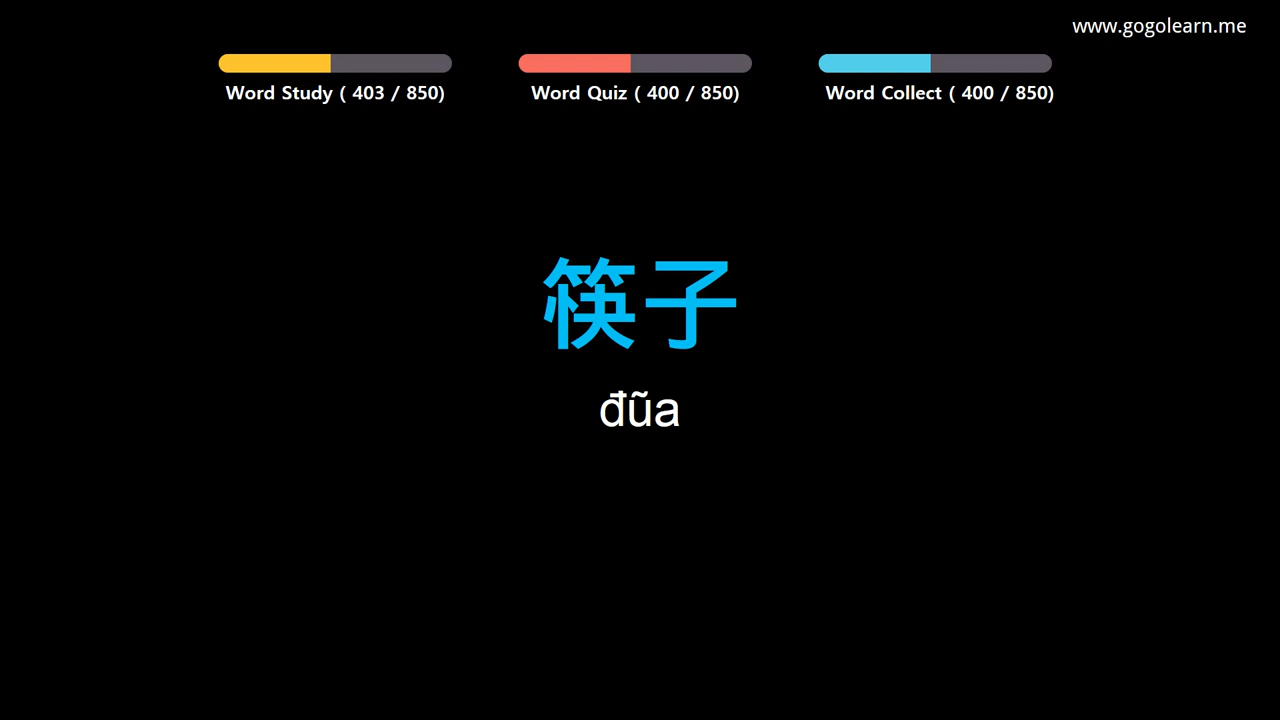 www.gogolearn.me
Word Study ( 403 / 850)
Word Quiz ( 400 / 850)
Word Collect ( 400 / 850)
筷子
đũa